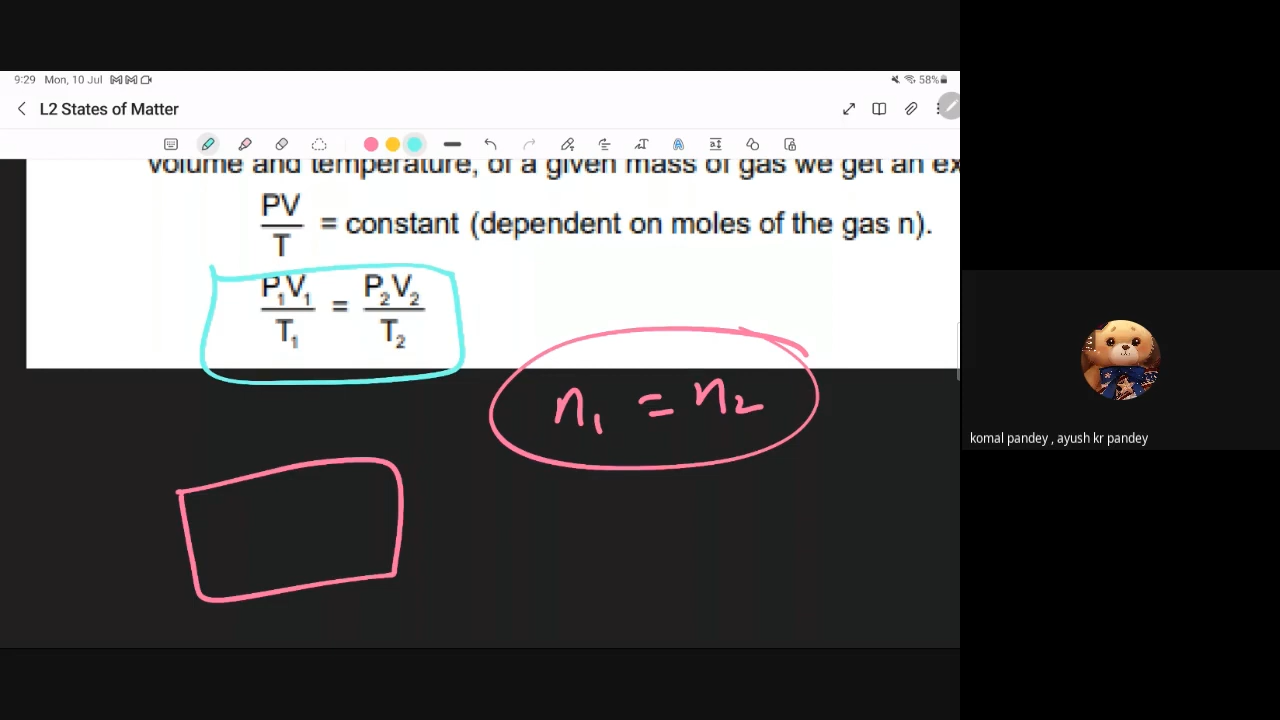 9:29 Mon, 10 Jul
58%
L2 States of Matter
volume and temperature, of a given mass of gas we get an ex
PV/T = constant (dependent on moles of the gas n).
P₁V₁/T₁ = P₂V₂/T₂
n₁ = n₂
komal pandey , ayush kr pandey